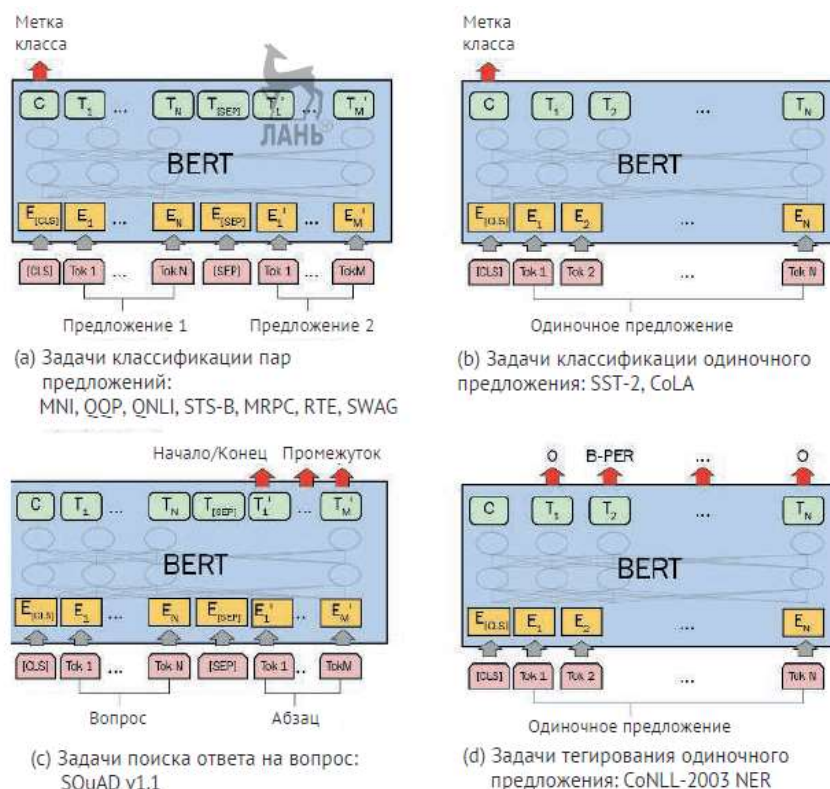 Метка
класса
C T1 ... TN T[SEP] T1' ... TM'
ЛАНЬ®
BERT
E[CLS] E1 ... EN E[SEP] E1' ... EM'
[CLS] Tok 1 ... Tok N [SEP] Tok 1 ... TokM
Предложение 1 Предложение 2
(a) Задачи классификации пар
предложений:
MNI, QQP, QNLI, STS-B, MRPC, RTE, SWAG
Метка
класса
C T1 T2 ... TN
BERT
E[CLS] E1 E2 ... EN
[CLS] Tok 1 Tok 2 ... Tok N
Одиночное предложение
(b) Задачи классификации одиночного
предложения: SST-2, CoLA
Начало/Конец Промежуток
C T1 ... TN T[SEP] T1' ... TM'
BERT
E[CLS] E1 ... EN E[SEP] E1' ... EM'
[CLS] Tok 1 ... Tok N [SEP] Tok 1 .. TokM
Вопрос Абзац
(c) Задачи поиска ответа на вопрос:
SQuAD v1.1
O B-PER ... O
C T1 T2 ... TN
BERT
E[CLS] E1 E2 ... EN
[CLS] Tok 1 Tok 2 ... Tok N
Одиночное предложение
(d) Задачи тегирования одиночного
предложения: CoNLL-2003 NER